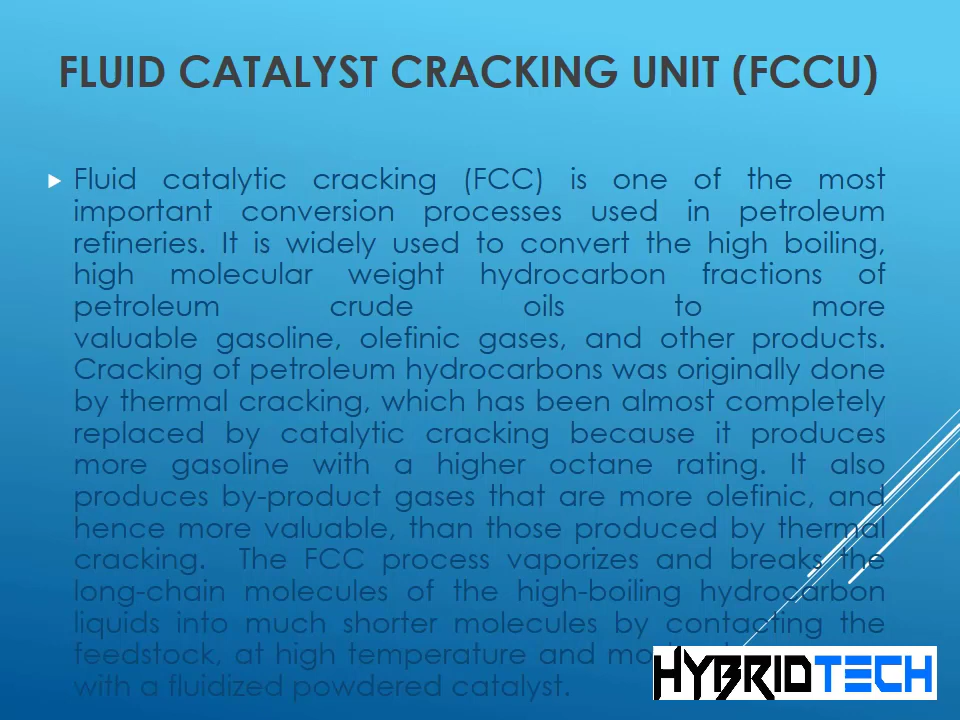 FLUID CATALYST CRACKING UNIT (FCCU)
Fluid catalytic cracking (FCC) is one of the most
important conversion processes used in petroleum
refineries. It is widely used to convert the high boiling,
high molecular weight hydrocarbon fractions of
petroleum crude oils to more
valuable gasoline, olefinic gases, and other products.
Cracking of petroleum hydrocarbons was originally done
by thermal cracking, which has been almost completely
replaced by catalytic cracking because it produces
more gasoline with a higher octane rating. It also
produces by-product gases that are more olefinic, and
hence more valuable, than those produced by thermal
cracking. The FCC process vaporizes and breaks the
long-chain molecules of the high-boiling hydrocarbon
liquids into much shorter molecules by contacting the
feedstock, at high temperature and
with a fluidized powdered catalyst.
HYBRIDTECH